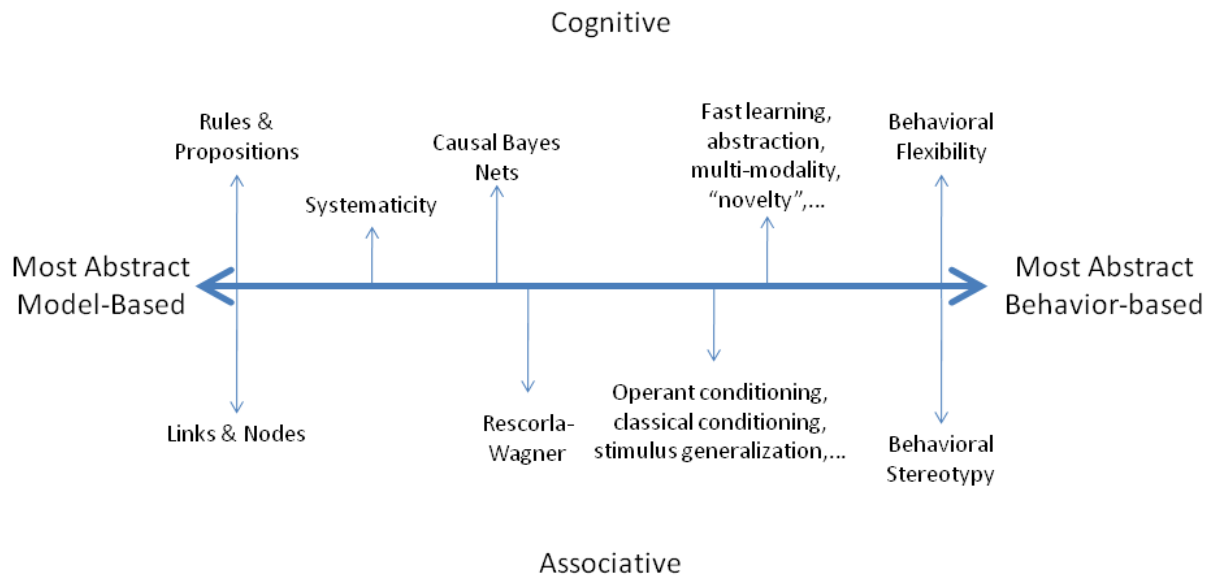 Cognitive
Rules &
Propositions
Systematicity
Causal Bayes
Nets
Fast learning,
abstraction,
multi-modality,
“novelty”,...
Behavioral
Flexibility
Most Abstract
Model-Based
Most Abstract
Behavior-based
Links & Nodes
Rescorla-
Wagner
Operant conditioning,
classical conditioning,
stimulus generalization,...
Behavioral
Stereotypy
Associative